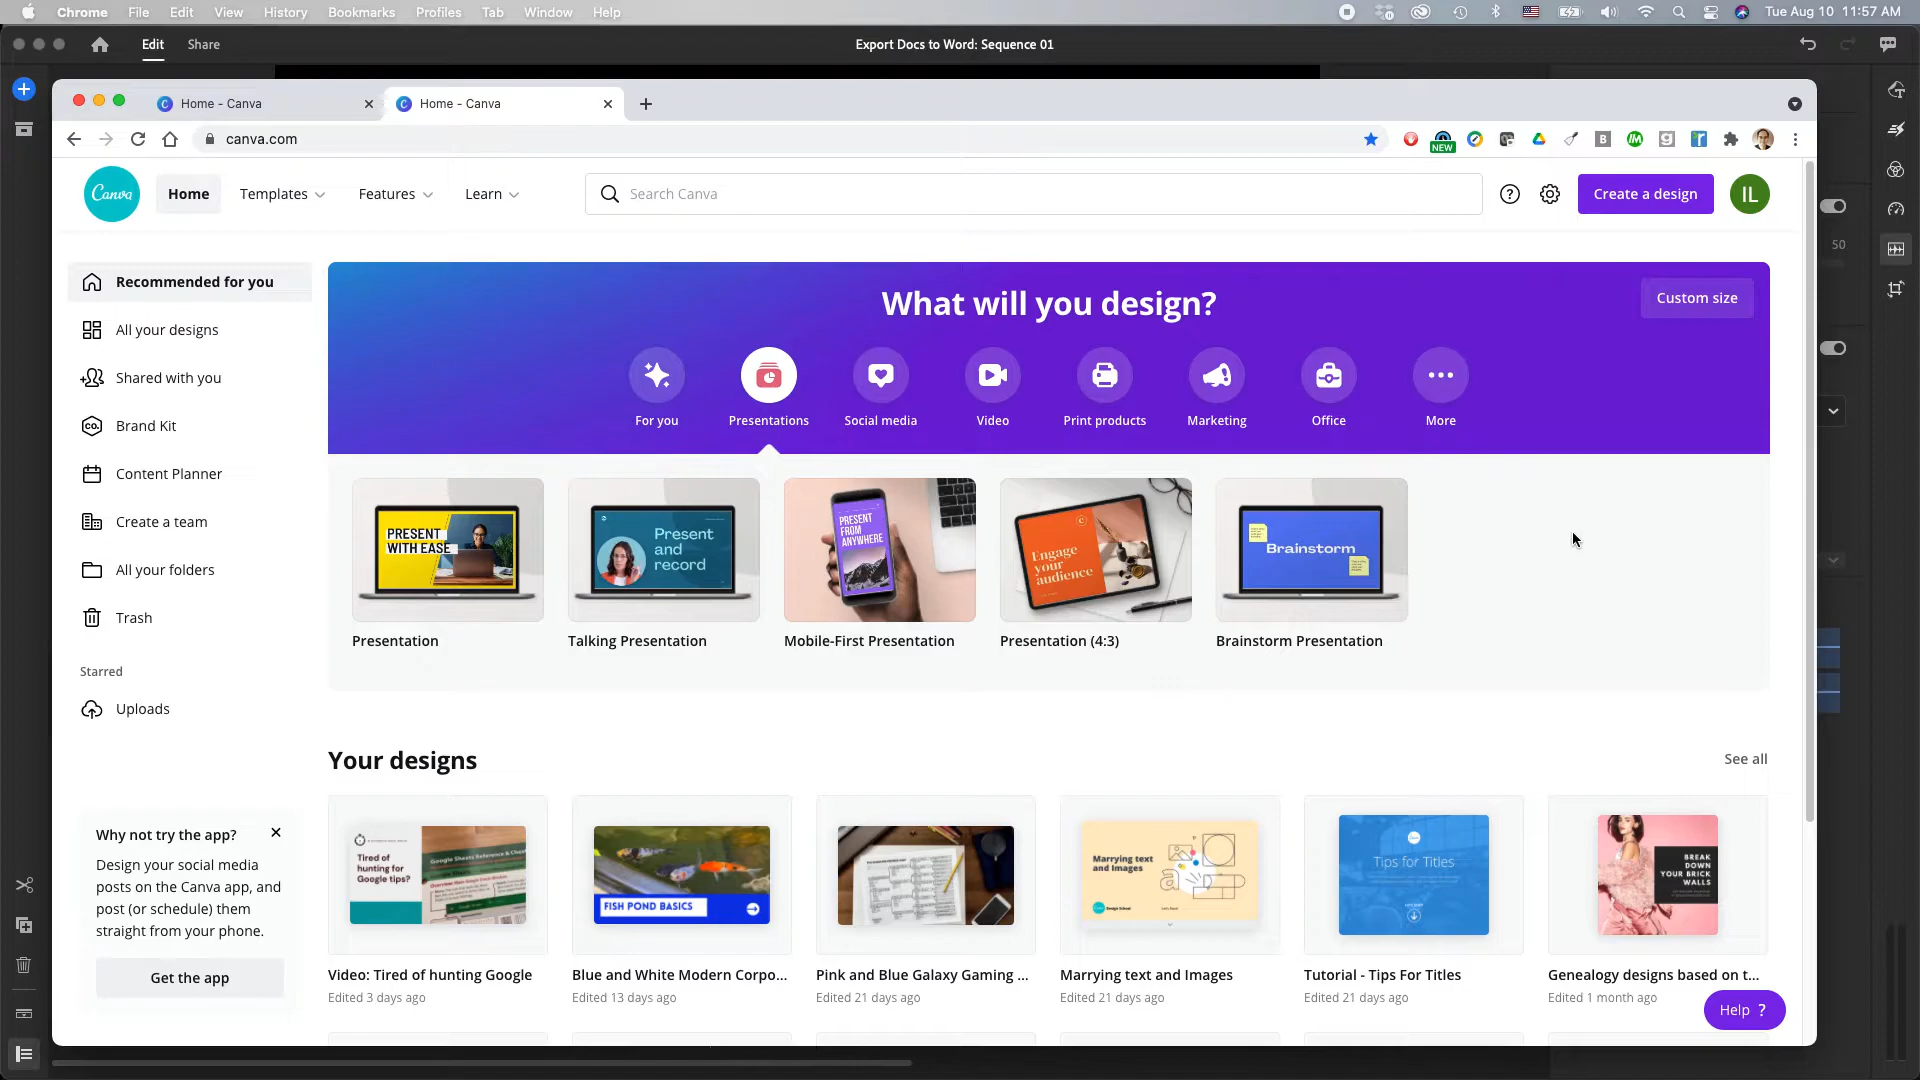 Chrome File Edit View History Bookmarks Profiles Tab Window Help Tue Aug 10 11:57 AM
Edit Share Export Docs to Word: Sequence 01
Home - Canva Home - Canva
canva.com NEW
Canva Home Templates Features Learn Search Canva Create a design IL
50
Recommended for you
All your designs
Shared with you
Brand Kit
Content Planner
Create a team
All your folders
Trash
Starred
Uploads
What will you design? Custom size
For you Presentations Social media Video Print products Marketing Office More
PRESENT
WITH EASE
Present
and
record
PRESENT
FROM
ANYWHERE
Engage
your
audience
Brainstorm
Presentation Talking Presentation Mobile-First Presentation Presentation (4:3) Brainstorm Presentation
Your designs See all
Tired of
hunting for
Google tips?
FISH POND BASICS
Marrying text
and Images
Tips for Titles
BREAK
DOWN
YOUR BRICK
WALLS
Video: Tired of hunting Google Blue and White Modern Corpo... Pink and Blue Galaxy Gaming ... Marrying text and Images Tutorial - Tips For Titles Genealogy designs based on t...
Edited 3 days ago Edited 13 days ago Edited 21 days ago Edited 21 days ago Edited 21 days ago Edited 1 month ago
Why not try the app?
Design your social media
posts on the Canva app, and
post (or schedule) them
straight from your phone.
Get the app
Help ?